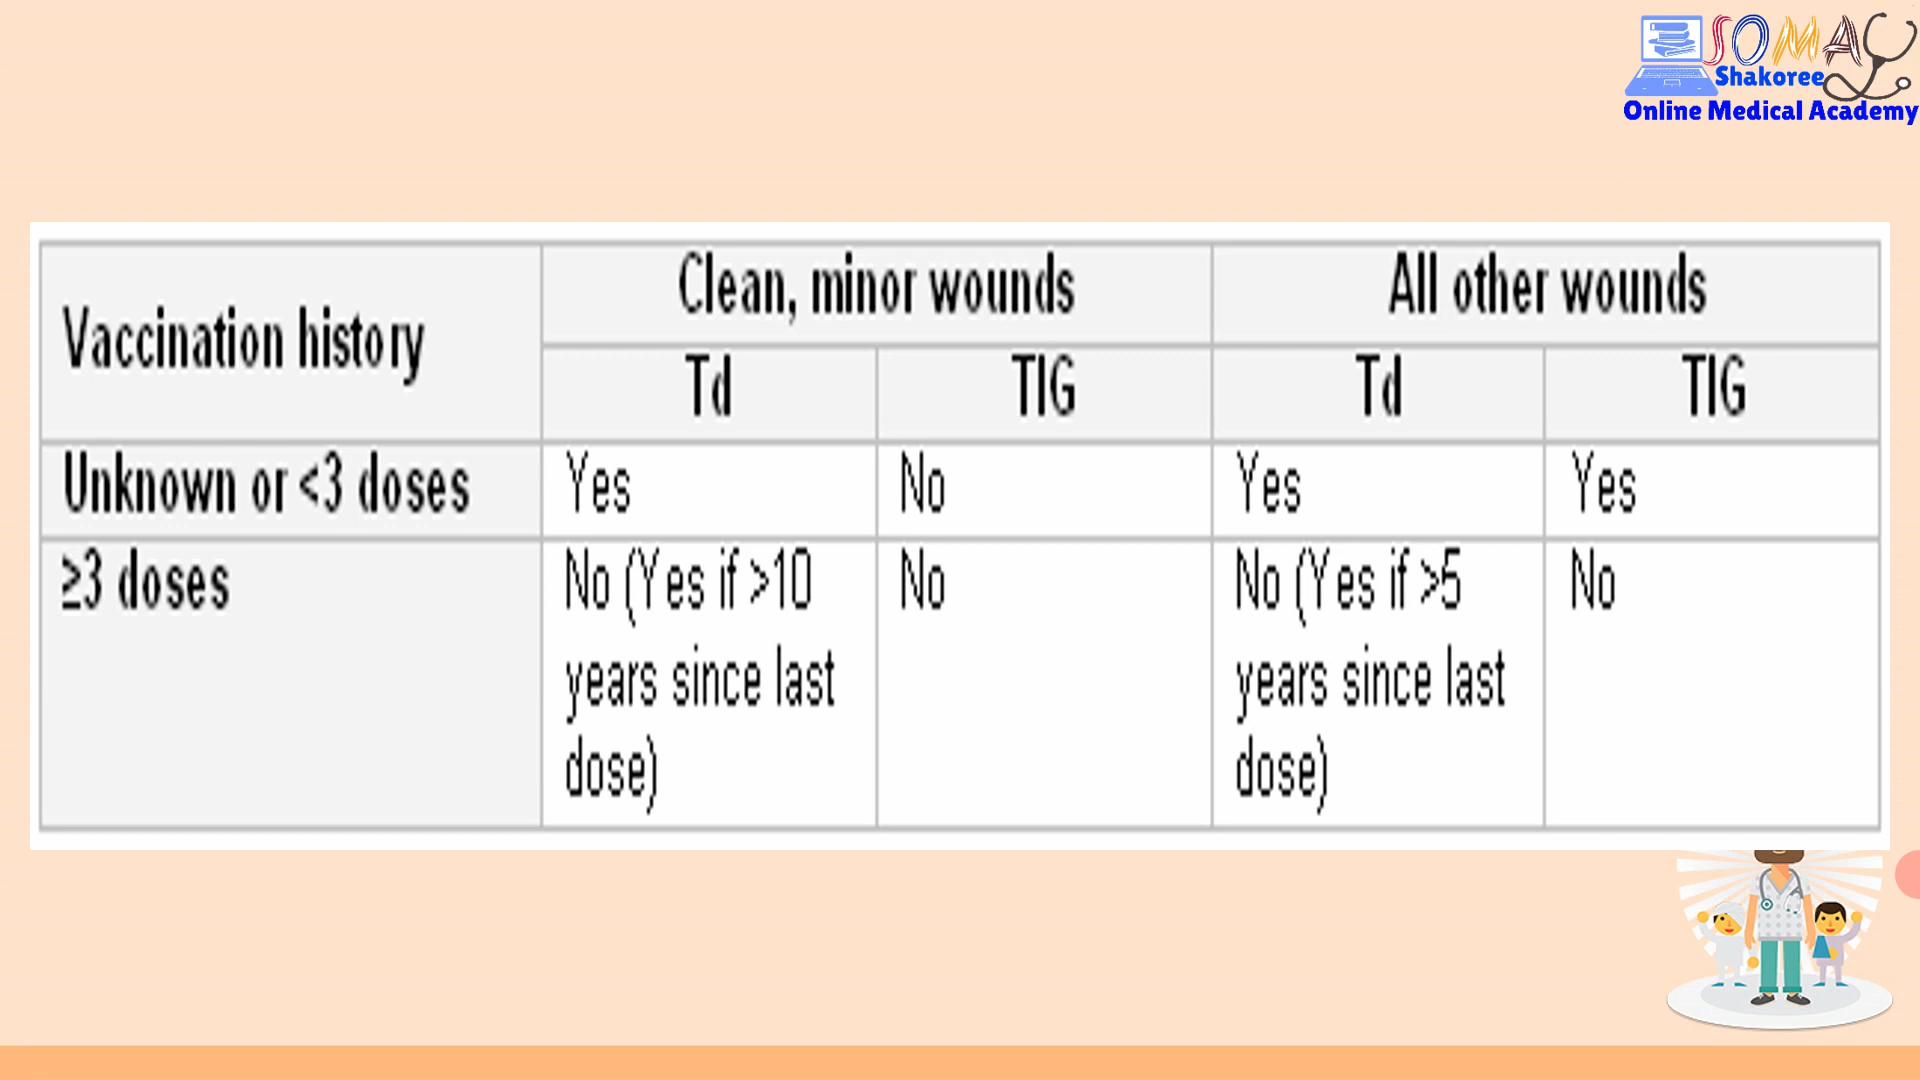 SOMA
Shakoree
Online Medical Academy
Vaccination history
Clean, minor wounds
All other wounds
Td
TIG
Td
TIG
Unknown or <3 doses
Yes
No
Yes
Yes
≥3 doses
No (Yes if >10
years since last
dose)
No
No (Yes if >5
years since last
dose)
No